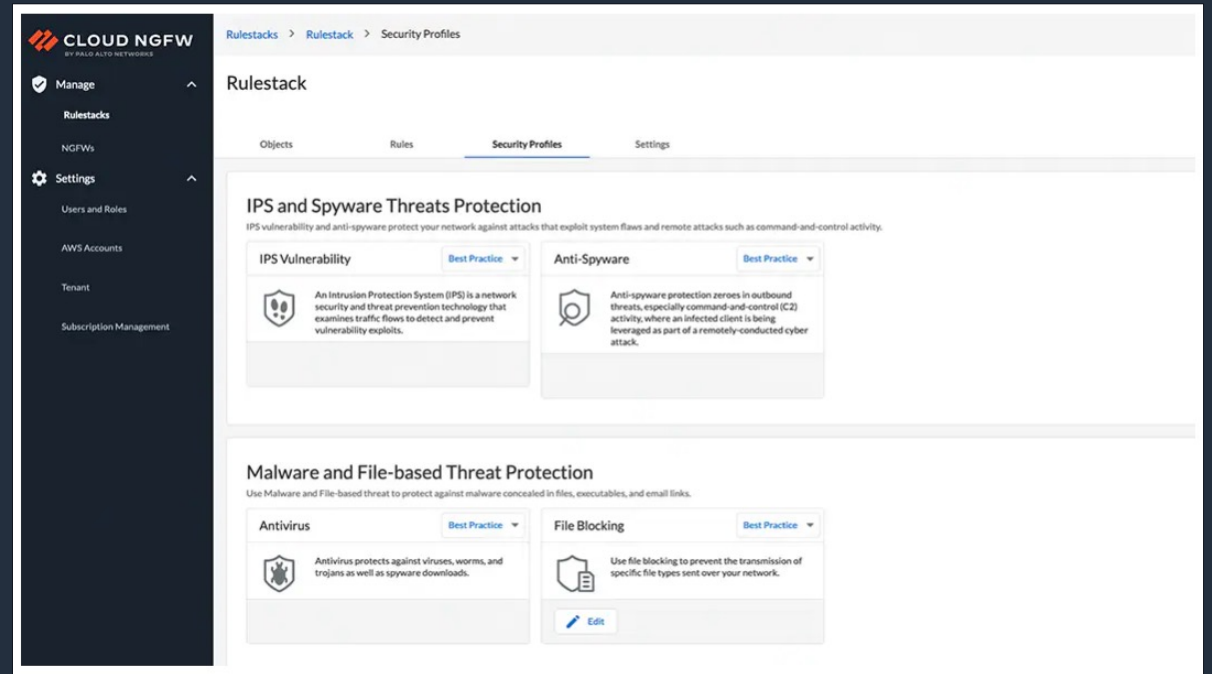 CLOUD NGFW
BY PALO ALTO NETWORKS
Manage
Rulestacks
NGFWs
Settings
Users and Roles
AWS Accounts
Tenant
Subscription Management
Rulestacks > Rulestack > Security Profiles
Rulestack
Objects Rules Security Profiles Settings
IPS and Spyware Threats Protection
IPS vulnerability and anti-spyware protect your network against attacks that exploit system flaws and remote attacks such as command-and-control activity.
IPS Vulnerability Best Practice
An Intrusion Protection System (IPS) is a network
security and threat prevention technology that
examines traffic flows to detect and prevent
vulnerability exploits.
Anti-Spyware Best Practice
Anti-spyware protection zeroes in outbound
threats, especially command-and-control (C2)
activity, where an infected client is being
leveraged as part of a remotely-conducted cyber
attack.
Malware and File-based Threat Protection
Use Malware and File-based threat to protect against malware concealed in files, executables, and email links.
Antivirus Best Practice
Antivirus protects against viruses, worms, and
trojans as well as spyware downloads.
File Blocking Best Practice
Use file blocking to prevent the transmission of
specific file types sent over your network.
Edit